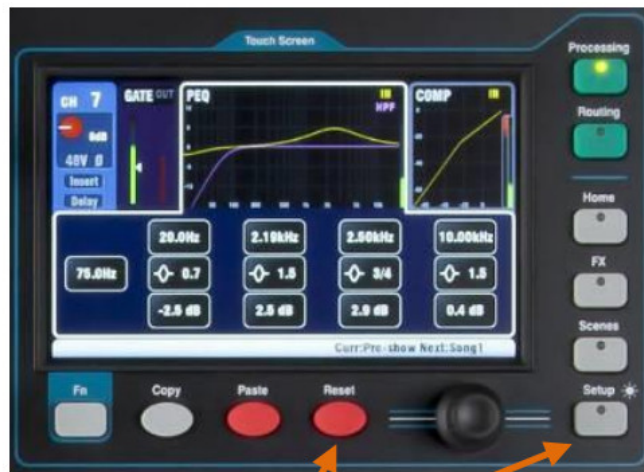 Touch Screen
Processing
Routing
Home
FX
Scenes
Setup
CH 7
0dB
48V Ø
Insert
Delay
GATE OUT
PEQ IN
HPF
COMP IN
75.0Hz
20.0Hz 2.19kHz 2.50kHz 10.00kHz
0.7 1.5 3/4 1.5
-2.5 dB 2.5 dB 2.9 dB 0.4 dB
Curr:Pre-show Next:Song1
Fn Copy Paste Reset